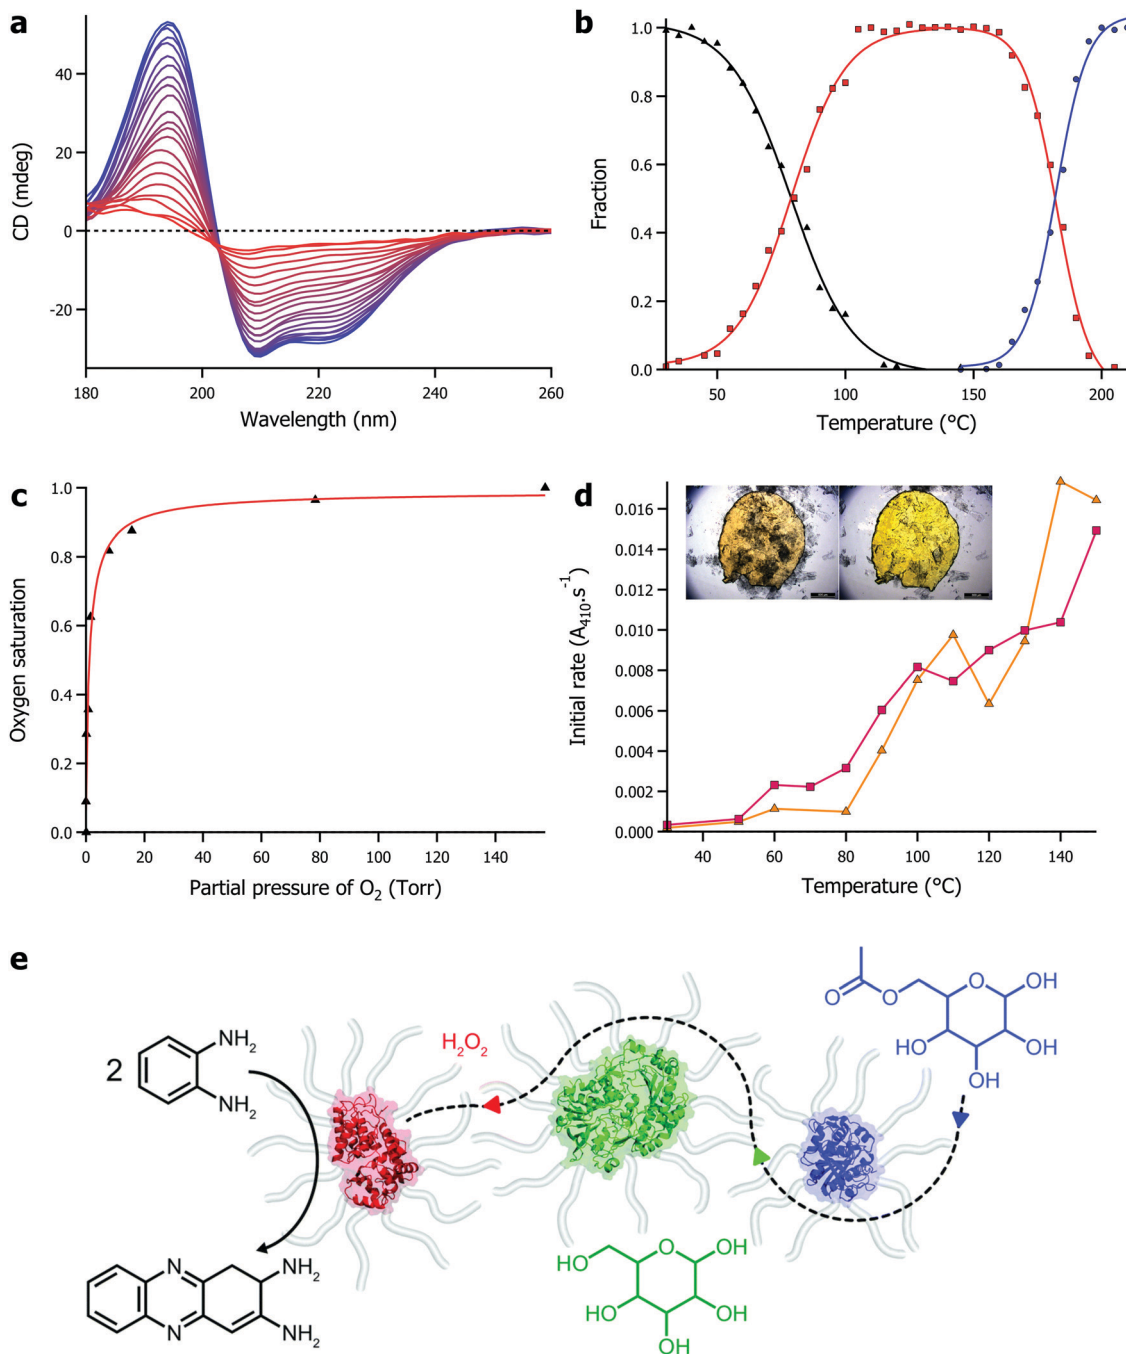 a
40
20
0
-20
CD (mdeg)
180
200
220
240
260
Wavelength (nm)
b
1.0
0.8
0.6
0.4
0.2
0.0
Fraction
50
100
150
200
Temperature (°C)
c
1.0
0.8
0.6
0.4
0.2
0.0
Oxygen saturation
0
20
40
60
80
100
120
140
Partial pressure of O₂ (Torr)
d
0.016
0.014
0.012
0.010
0.008
0.006
0.004
0.002
0.000
Initial rate (A₄₁₀.s⁻¹)
40
60
80
100
120
140
Temperature (°C)
e
2
NH₂
NH₂
H₂O₂
O
O
O
OH
HO
OH
OH
N
N
NH₂
NH₂
HO
O
OH
HO
OH
OH